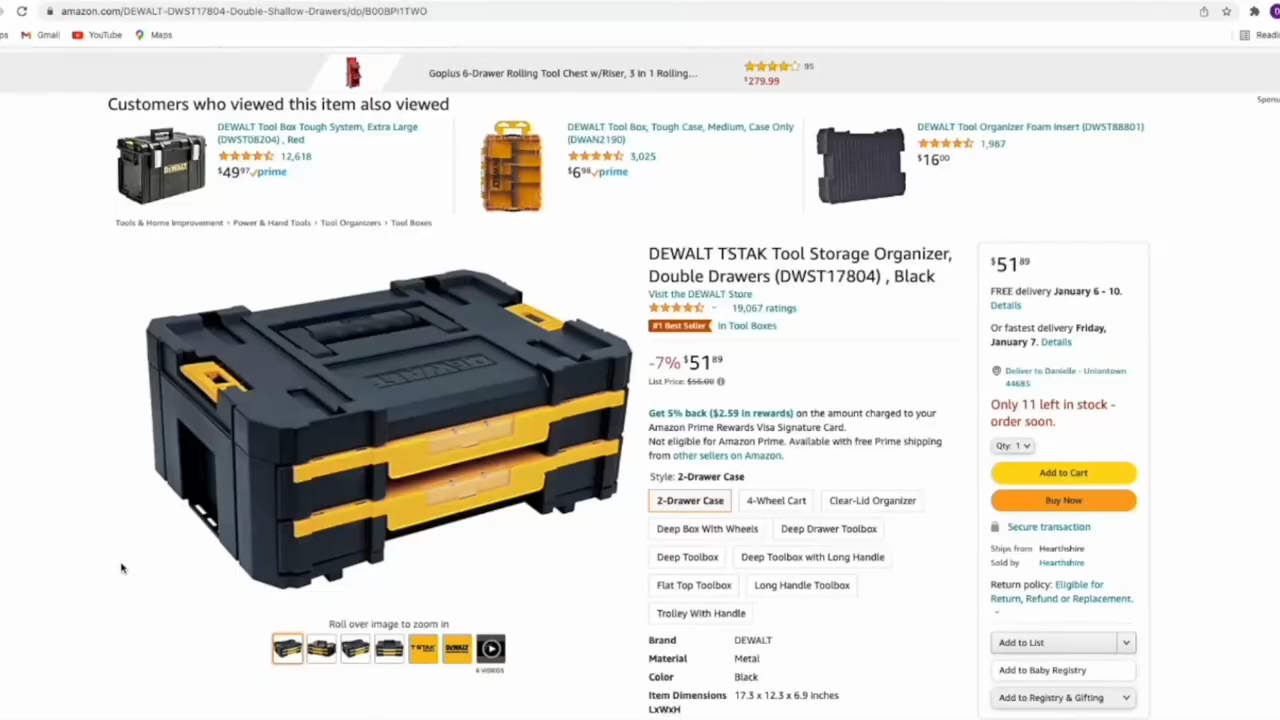 amazon.com/DEWALT-DWST17804-Double-Shallow-Drawers/dp/B00BPI1TWO
ps Gmail YouTube Maps Readi
Goplus 6-Drawer Rolling Tool Chest w/Riser, 3 in 1 Rolling...
95
$279.99
Customers who viewed this item also viewed
Spons
DEWALT Tool Box Tough System, Extra Large
(DWST08204) , Red
12,618
$49.97 prime
DEWALT Tool Box, Tough Case, Medium, Case Only
(DWAN2190)
3,025
$6.98 prime
DEWALT Tool Organizer Foam Insert (DWST88801)
1,987
$16.00
Tools & Home Improvement › Power & Hand Tools › Tool Organizers › Tool Boxes
DEWALT
DEWALT TSTAK Tool Storage Organizer,
Double Drawers (DWST17804) , Black
Visit the DEWALT Store
19,067 ratings
#1 Best Seller in Tool Boxes
-7% $51.89
List Price: $56.00
Get 5% back ($2.59 in rewards) on the amount charged to your
Amazon Prime Rewards Visa Signature Card.
Not eligible for Amazon Prime. Available with free Prime shipping
from other sellers on Amazon.
Style: 2-Drawer Case
2-Drawer Case 4-Wheel Cart Clear-Lid Organizer
Deep Box With Wheels Deep Drawer Toolbox
Deep Toolbox Deep Toolbox with Long Handle
Flat Top Toolbox Long Handle Toolbox
Trolley With Handle
Brand DEWALT
Material Metal
Color Black
Item Dimensions 17.3 x 12.3 x 6.9 inches
LxWxH
Roll over image to zoom in
TSTAK DEWALT
6 VIDEOS
$51.89
FREE delivery January 6 - 10.
Details
Or fastest delivery Friday,
January 7. Details
Deliver to Danielle - Uniontown
44685
Only 11 left in stock -
order soon.
Qty: 1
Add to Cart
Buy Now
Secure transaction
Ships from Hearthshire
Sold by Hearthshire
Return policy: Eligible for
Return, Refund or Replacement.
Add to List
Add to Baby Registry
Add to Registry & Gifting